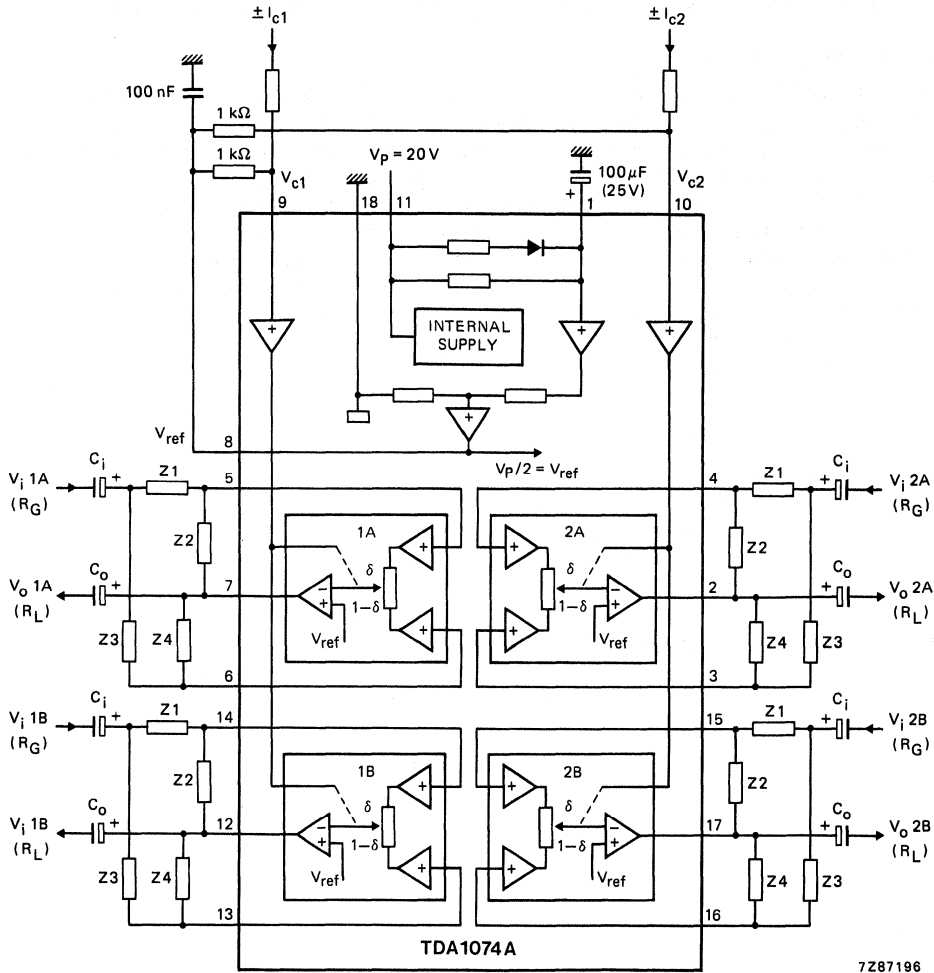 ± Ic1
± Ic2
100 nF
1 kΩ
1 kΩ
VP = 20 V
100 µF
(25V)
Vc1
Vc2
9
18
11
1
10
+
+
+
+
INTERNAL
SUPPLY
+
Vref
8
VP/2 = Vref
Ci
+
Z1
5
4
Z1
+
Ci
Vi 1A
(RG)
Vi 2A
(RG)
Z2
1A
+
+
2A
Z2
Co
+
7
δ
δ
2
+
Co
Vo 1A
(RL)
−
+
1−δ
1−δ
−
+
Vo 2A
(RL)
Z3
Z4
Vref
+
+
Vref
Z4
Z3
6
3
Ci
+
Z1
14
15
Z1
+
Ci
Vi 1B
(RG)
Vi 2B
(RG)
Z2
1B
+
+
2B
Z2
Co
+
12
δ
δ
17
+
Co
Vi 1B
(RL)
−
+
1−δ
1−δ
−
+
Vo 2B
(RL)
Z3
Z4
Vref
+
+
Vref
Z4
Z3
13
16
TDA1074A
7Z87196